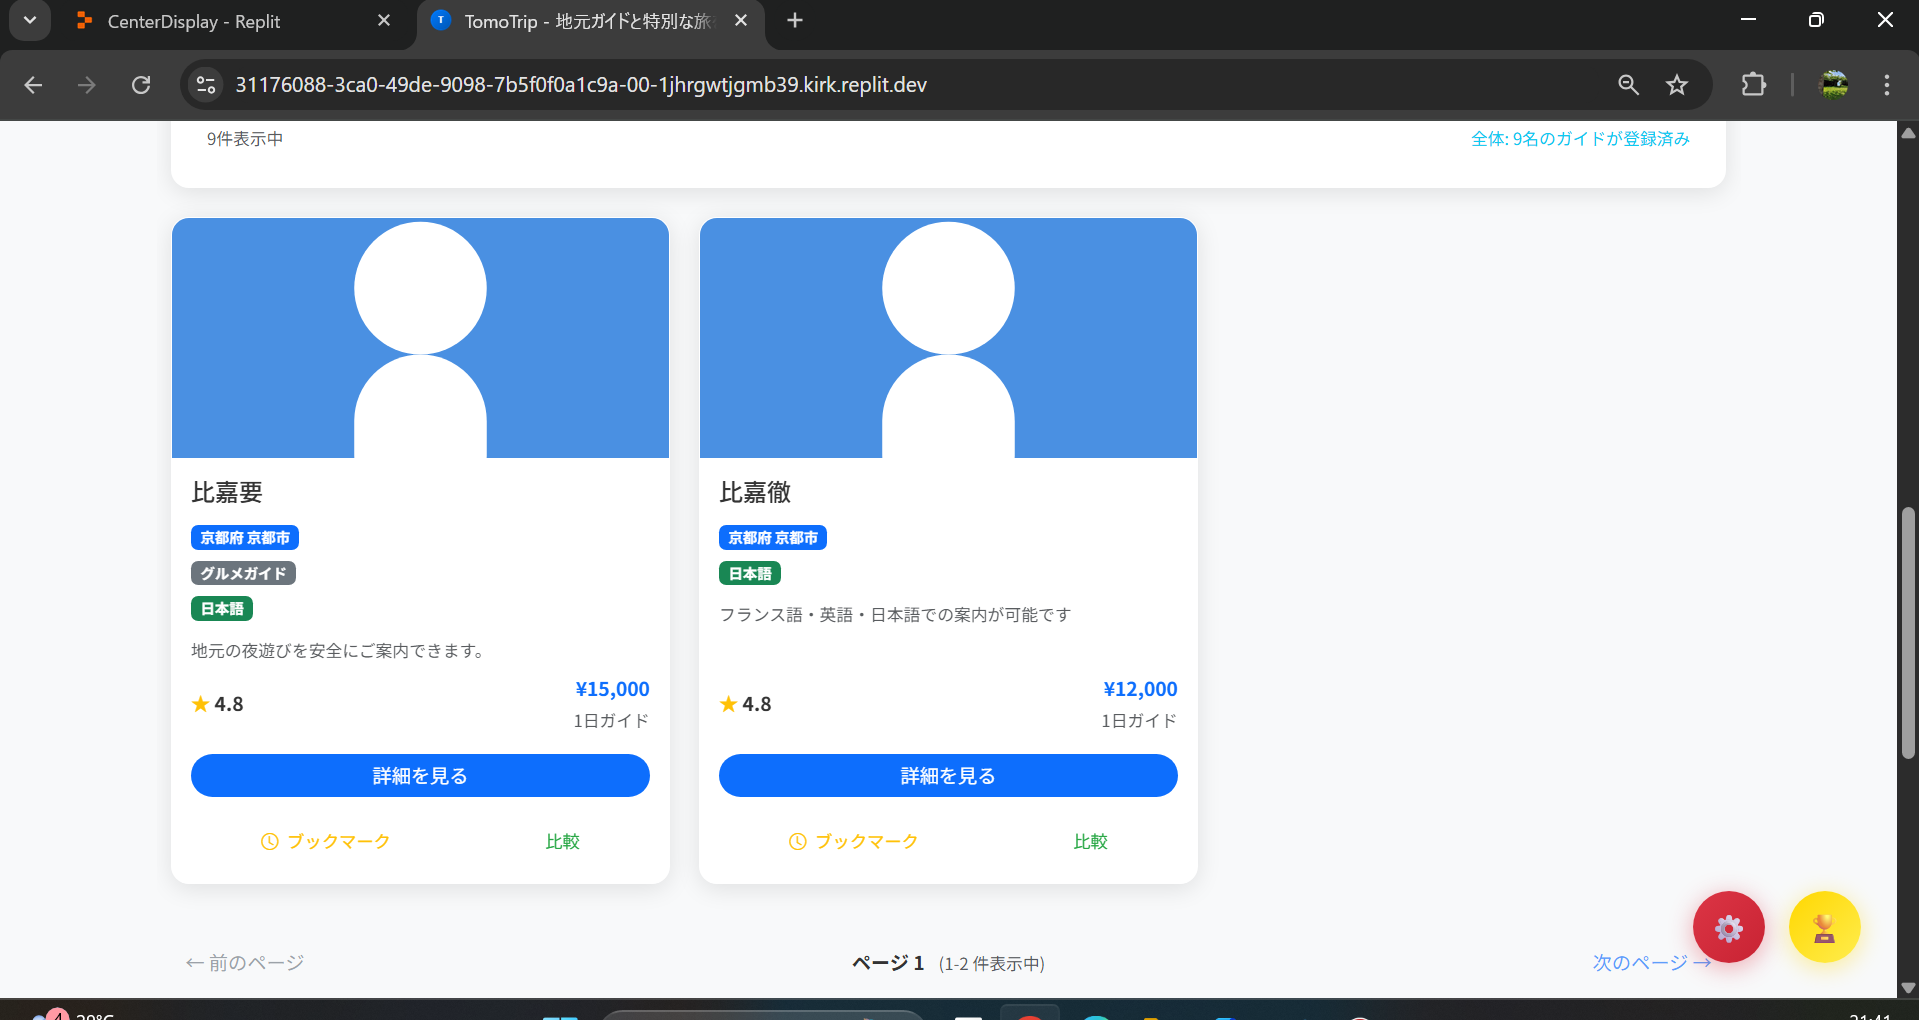 CenterDisplay - Replit
TomoTrip - 地元ガイドと特別な旅
31176088-3ca0-49de-9098-7b5f0f0a1c9a-00-1jhrgwtjgmb39.kirk.replit.dev
9件表示中
全体: 9名のガイドが登録済み
比嘉要
京都府 京都市
グルメガイド
日本語
地元の夜遊びを安全にご案内できます。
★ 4.8
¥15,000
1日ガイド
詳細を見る
ブックマーク
比較
比嘉徹
京都府 京都市
日本語
フランス語・英語・日本語での案内が可能です
★ 4.8
¥12,000
1日ガイド
詳細を見る
ブックマーク
比較
← 前のページ
ページ 1 (1-2 件表示中)
次のページ →